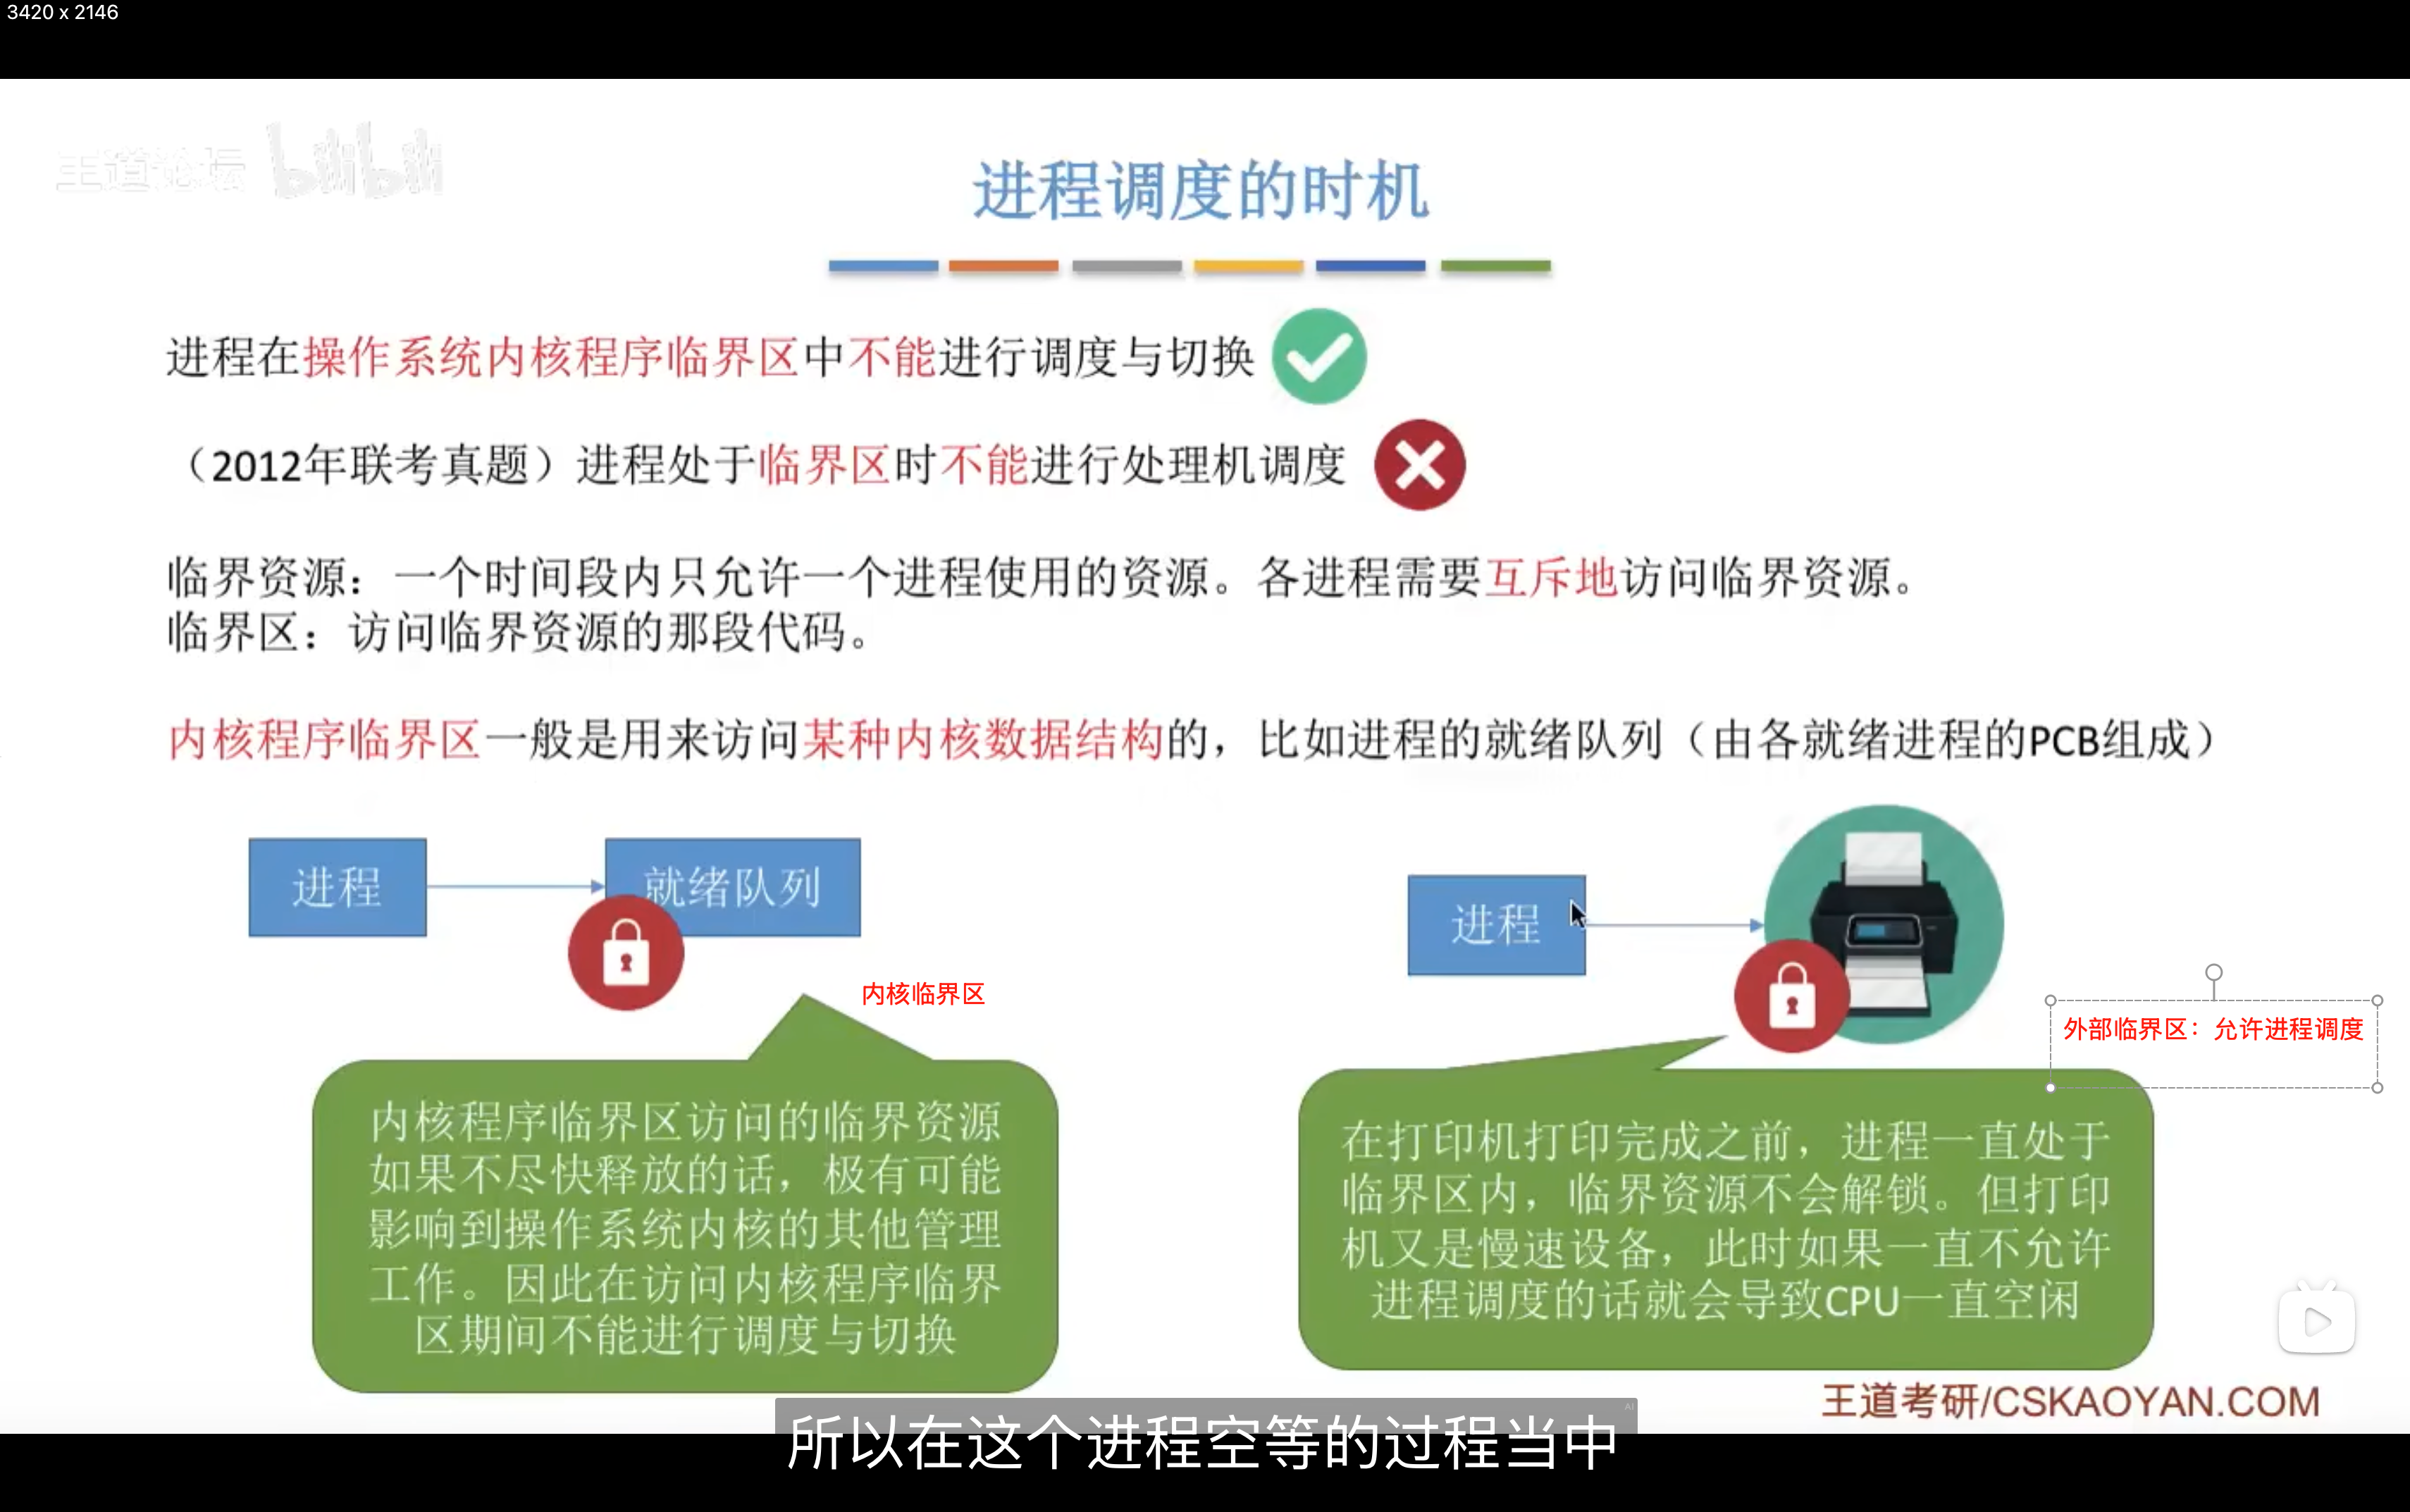 3420 x 2146
王道论坛 bilibili
进程调度的时机
进程在操作系统内核程序临界区中不能进行调度与切换
（2012年联考真题）进程处于临界区时不能进行处理机调度
临界资源：一个时间段内只允许一个进程使用的资源。各进程需要互斥地访问临界资源。
临界区：访问临界资源的那段代码。
内核程序临界区一般是用来访问某种内核数据结构的，比如进程的就绪队列（由各就绪进程的PCB组成）
进程
就绪队列
内核临界区
内核程序临界区访问的临界资源
如果不尽快释放的话，极有可能
影响到操作系统内核的其他管理
工作。因此在访问内核程序临界
区期间不能进行调度与切换
进程
外部临界区：允许进程调度
在打印机打印完成之前，进程一直处于
临界区内，临界资源不会解锁。但打印
机又是慢速设备，此时如果一直不允许
进程调度的话就会导致CPU一直空闲
王道考研/CSKAOYAN.COM
AI
所以在这个进程空等的过程当中